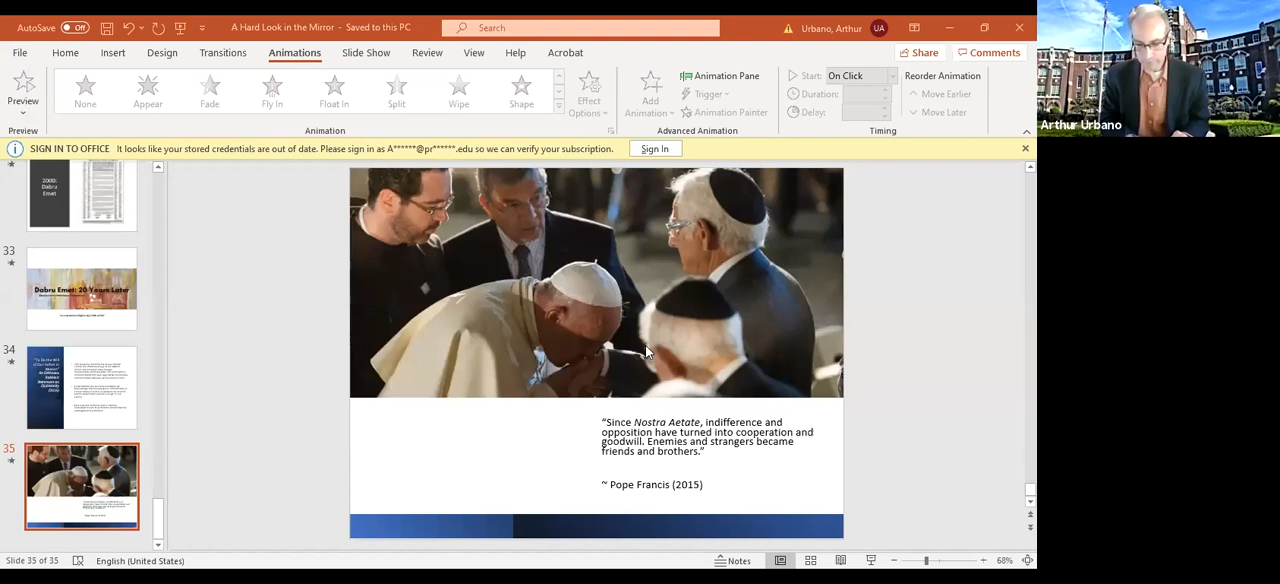 AutoSave Off A Hard Look in the Mirror - Saved to this PC Search Urbano, Arthur UA
File Home Insert Design Transitions Animations Slide Show Review View Help Acrobat Share Comments
Preview None Appear Fade Fly In Float In Split Wipe Shape Effect Options Add Animation Animation Pane Trigger Animation Painter Start: On Click Duration: Delay: Reorder Animation Move Earlier Move Later
Preview Animation Advanced Animation Timing
SIGN IN TO OFFICE It looks like your stored credentials are out of date. Please sign in as A******@pr******.edu so we can verify your subscription. Sign In
Arthur Urbano
2000:
Dabru
Emet
33
Dabru Emet: 20 Years Later
34
35
“Since Nostra Aetate, indifference and
opposition have turned into cooperation and
goodwill. Enemies and strangers became
friends and brothers.”
~ Pope Francis (2015)
Slide 35 of 35 English (United States) Notes 68%